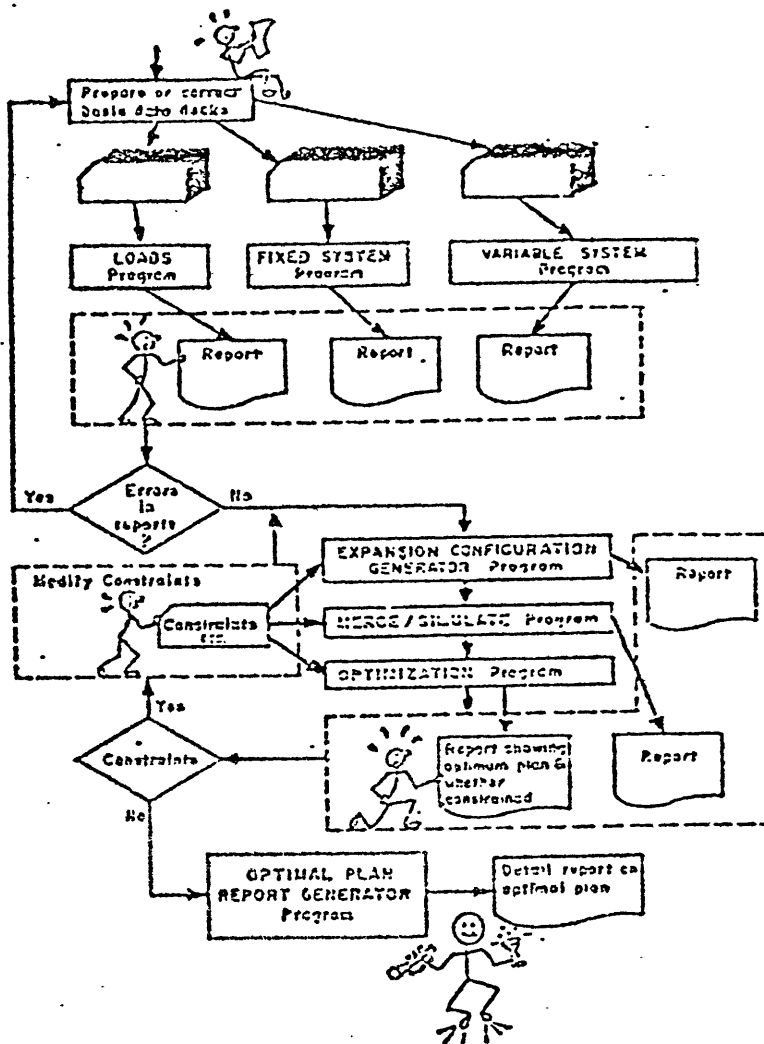 Prepare or correct
basic data decks
LOADS
Program
FIXED SYSTEM
Program
VARIABLE SYSTEM
Program
Report
Report
Report
Yes
Errors
in
reports
?
No
EXPANSION CONFIGURATION
GENERATOR Program
Report
Modify Constraints
Constraints
etc.
MERGE/SIMULATE Program
OPTIMIZATION Program
Yes
Constraints
Report showing
optimum plan &
whether
constrained
Report
No
OPTIMAL PLAN
REPORT GENERATOR
Program
Detail report on
optimal plan